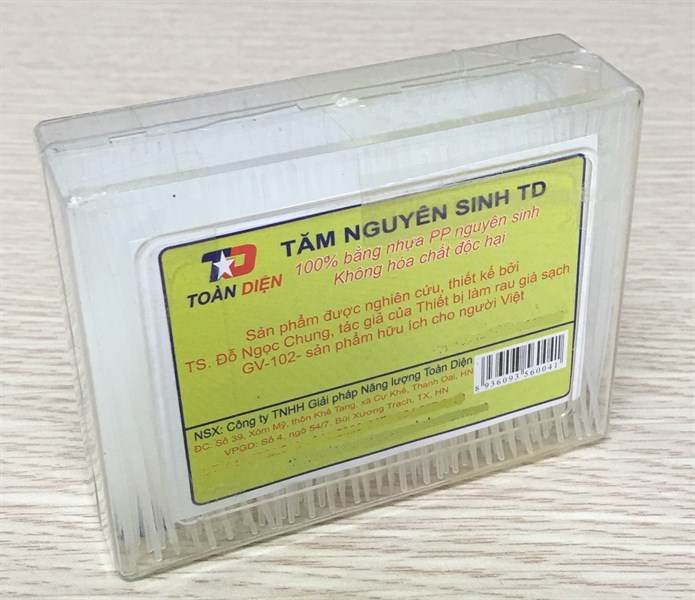 TD
TOÀN DIỆN
TĂM NGUYÊN SINH TD
100% bằng nhựa PP nguyên sinh
Không hóa chất độc hại
Sản phẩm được nghiên cứu, thiết kế bởi
TS. Đỗ Ngọc Chung, tác giả của Thiết bị làm rau giá sạch
GV-102- sản phẩm hữu ích cho người Việt
NSX: Công ty TNHH Giải pháp Năng lượng Toàn Diện
ĐC: Số 39, Xóm Mỹ, thôn Khê Tang, xã Cự Khê, Thanh Oai, HN
VPGD: Số 4, ngõ 54/7, Bùi Xương Trạch, TX, HN
8 936093 560041